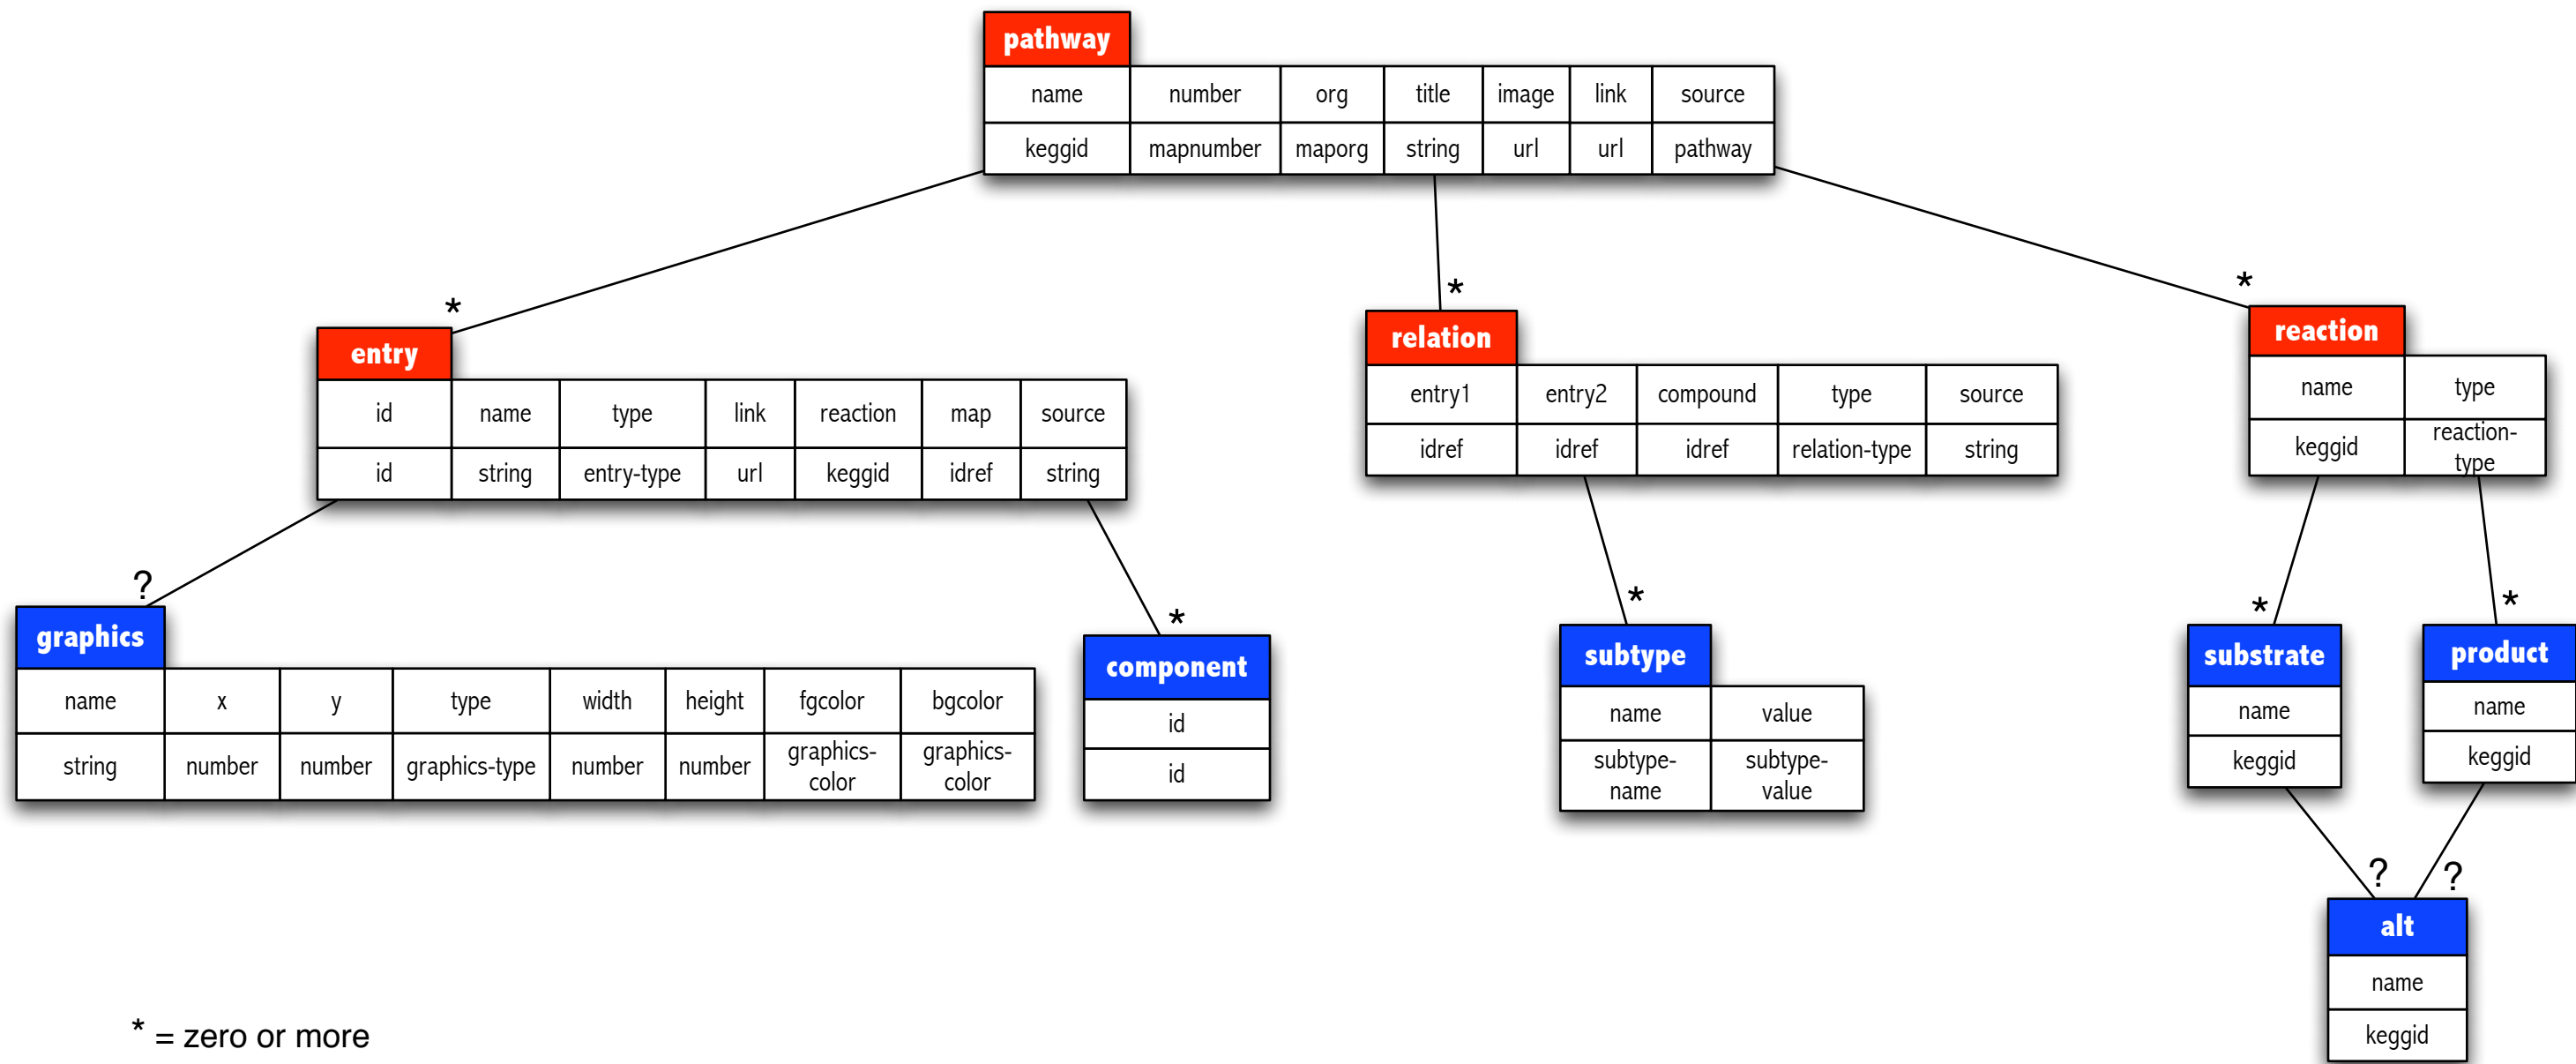 pathway
name number org title image link source
keggid mapnumber maporg string url url pathway
* * *
entry relation reaction
id name type link reaction map source
id string entry-type url keggid idref string
entry1 entry2 compound type source
idref idref idref relation-type string
name type
keggid reaction-
type
? * * * *
graphics
name x y type width height fgcolor bgcolor
string number number graphics-type number number graphics-
color graphics-
color
component
id
id
subtype
name value
subtype-
name subtype-
value
substrate
name
keggid
product
name
keggid
? ?
alt
name
keggid
* = zero or more